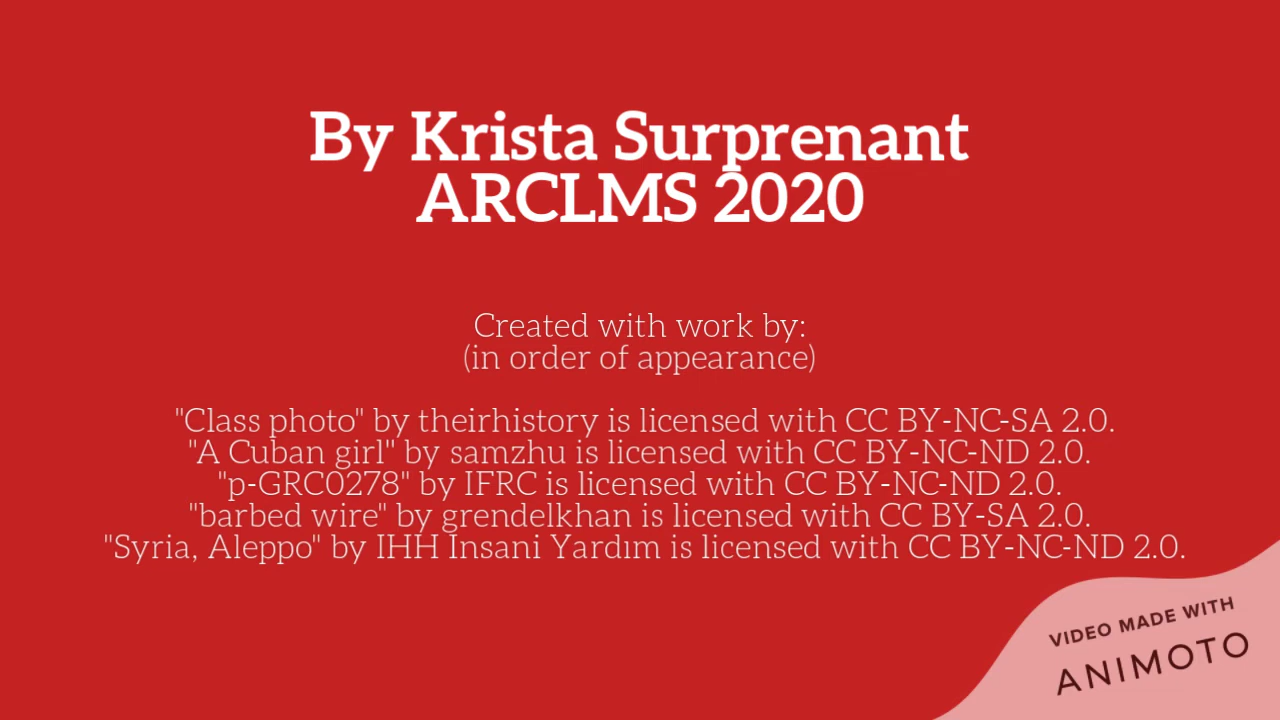 By Krista Surprenant
ARCLMS 2020
Created with work by:
(in order of appearance)
"Class photo" by theirhistory is licensed with CC BY-NC-SA 2.0.
"A Cuban girl" by samzhu is licensed with CC BY-NC-ND 2.0.
"p-GRC0278" by IFRC is licensed with CC BY-NC-ND 2.0.
"barbed wire" by grendelkhan is licensed with CC BY-SA 2.0.
"Syria, Aleppo" by IHH Insani Yardım is licensed with CC BY-NC-ND 2.0.
VIDEO MADE WITH
ANIMOTO